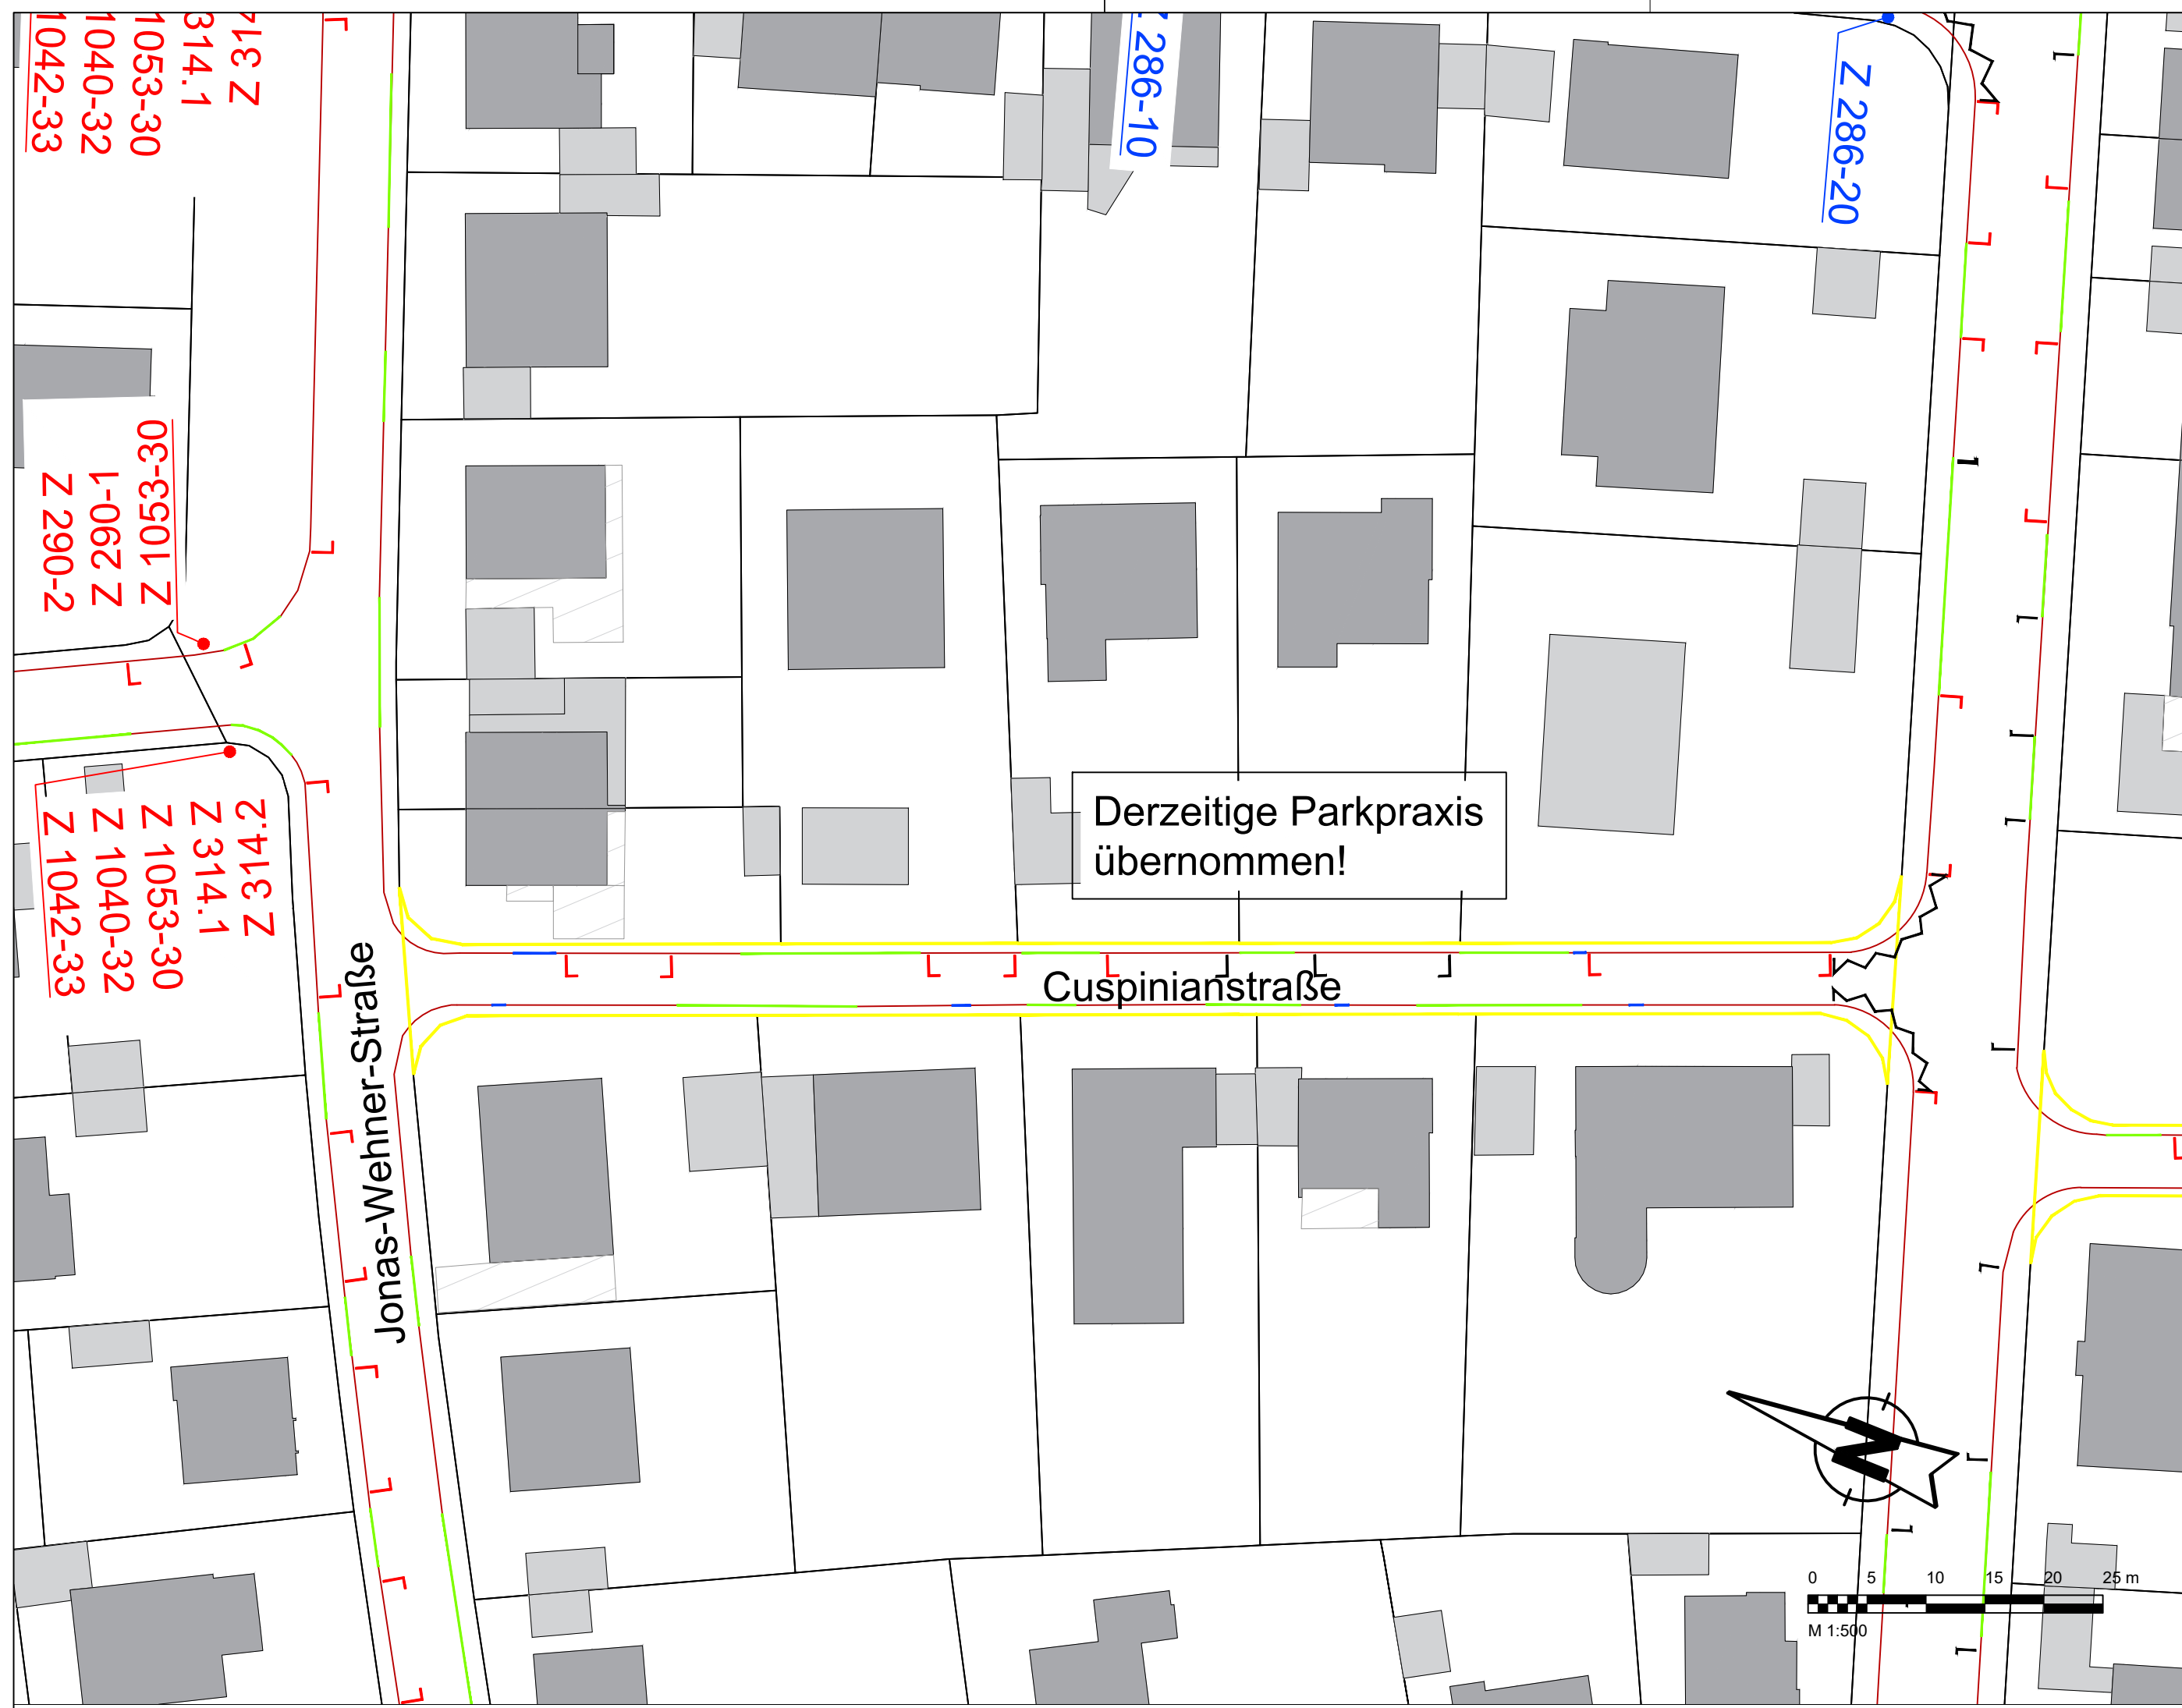 Z 1042-33
Z 1040-32
1053-30
314.1
Z 31
Z 286-10
Z 286-20
Z 1053-30
Z 290-1
Z 290-2
Derzeitige Parkpraxis
übernommen!
Z 314.2
Z 314.1
Z 1053-30
Z 1040-32
Z 1042-33
Cuspinianstraße
Jonas-Wehner-Straße
N
0 5 10 15 20 25 m
M 1:500